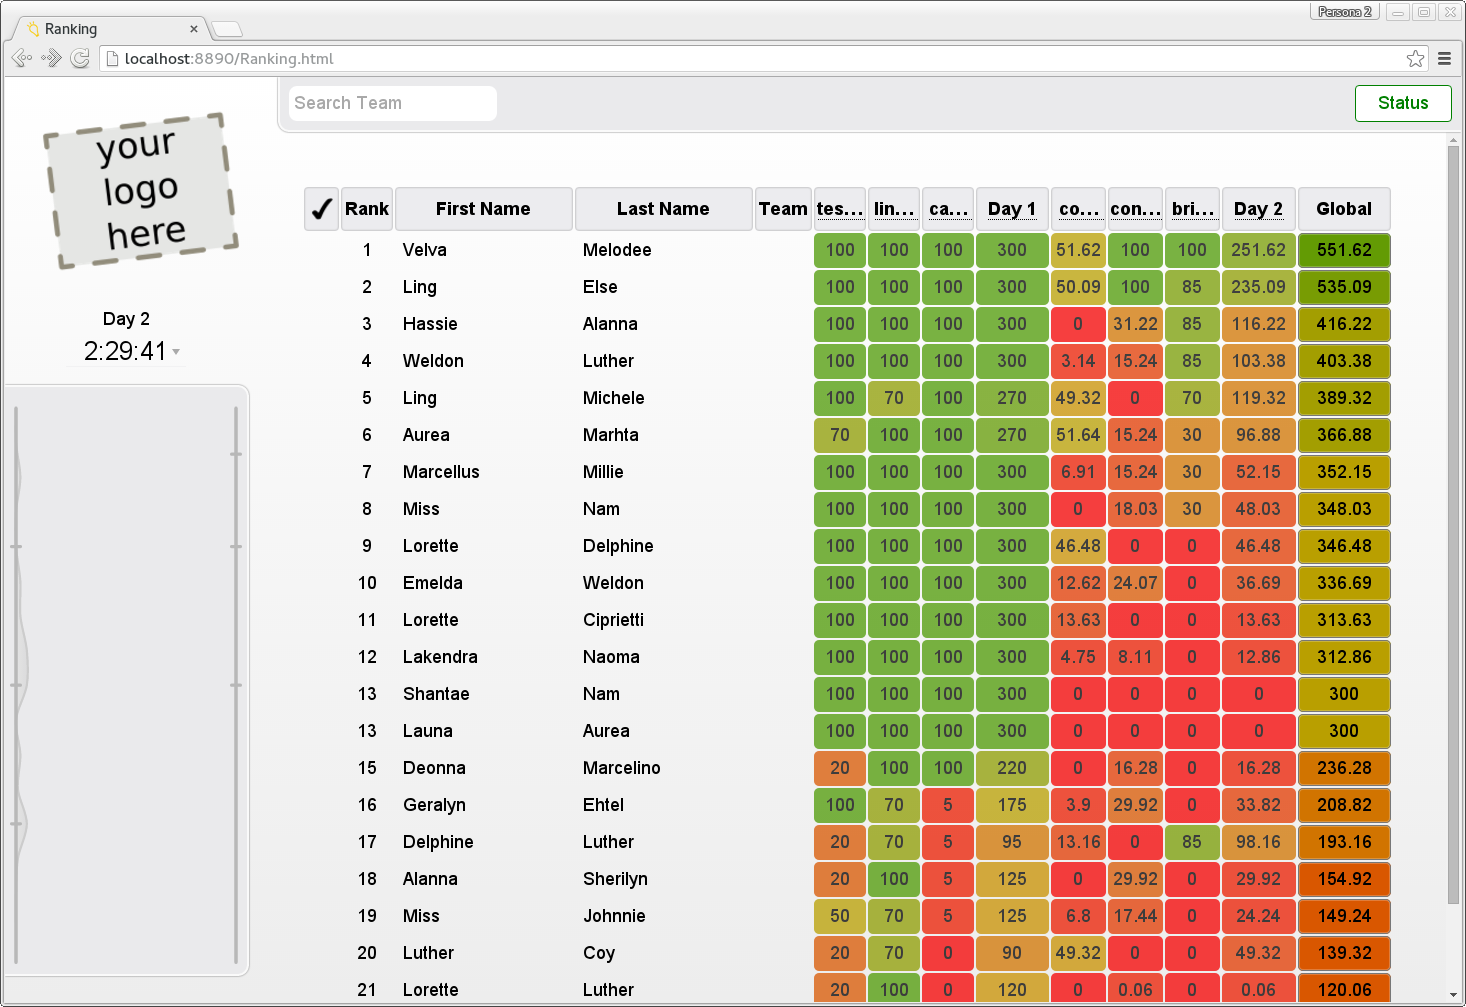 Persona 2
Ranking
localhost:8890/Ranking.html
your
logo
here
Search Team
Status
Day 2
2:29:41
Rank First Name Last Name Team tes... lin... ca... Day 1 co... con... bri... Day 2 Global
1 Velva Melodee 100 100 100 300 51.62 100 100 251.62 551.62
2 Ling Else 100 100 100 300 50.09 100 85 235.09 535.09
3 Hassie Alanna 100 100 100 300 0 31.22 85 116.22 416.22
4 Weldon Luther 100 100 100 300 3.14 15.24 85 103.38 403.38
5 Ling Michele 100 70 100 270 49.32 0 70 119.32 389.32
6 Aurea Marhta 70 100 100 270 51.64 15.24 30 96.88 366.88
7 Marcellus Millie 100 100 100 300 6.91 15.24 30 52.15 352.15
8 Miss Nam 100 100 100 300 0 18.03 30 48.03 348.03
9 Lorette Delphine 100 100 100 300 46.48 0 0 46.48 346.48
10 Emelda Weldon 100 100 100 300 12.62 24.07 0 36.69 336.69
11 Lorette Ciprietti 100 100 100 300 13.63 0 0 13.63 313.63
12 Lakendra Naoma 100 100 100 300 4.75 8.11 0 12.86 312.86
13 Shantae Nam 100 100 100 300 0 0 0 0 300
13 Launa Aurea 100 100 100 300 0 0 0 0 300
15 Deonna Marcelino 20 100 100 220 0 16.28 0 16.28 236.28
16 Geralyn Ehtel 100 70 5 175 3.9 29.92 0 33.82 208.82
17 Delphine Luther 20 70 5 95 13.16 0 85 98.16 193.16
18 Alanna Sherilyn 20 100 5 125 0 29.92 0 29.92 154.92
19 Miss Johnnie 50 70 5 125 6.8 17.44 0 24.24 149.24
20 Luther Coy 20 70 0 90 49.32 0 0 49.32 139.32
21 Lorette Luther 20 100 0 120 0 0.06 0 0.06 120.06